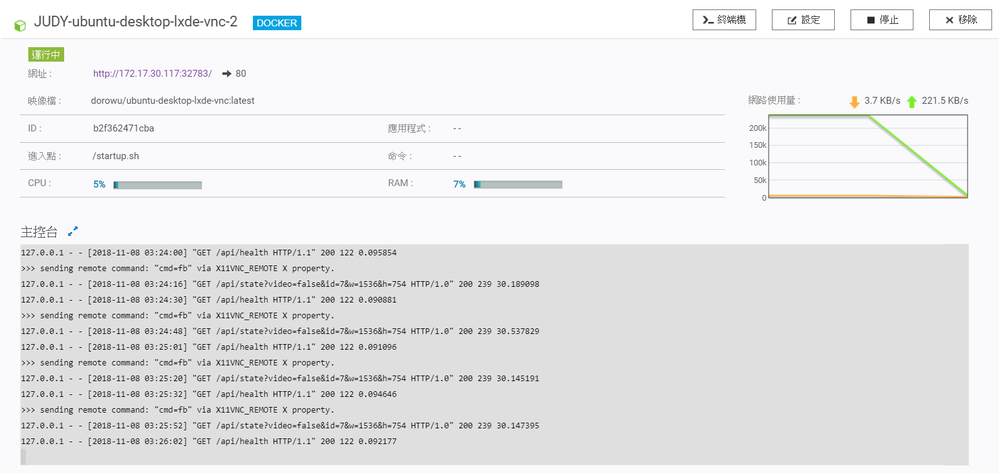 JUDY-ubuntu-desktop-lxde-vnc-2 DOCKER 終端機 設定 停止 移除
運行中
網址 : http://172.17.30.117:32783/ 80
映像檔 : dorowu/ubuntu-desktop-lxde-vnc:latest
ID : b2f362471cba 應用程式 : --
進入點 : /startup.sh 命令 : --
CPU : 5% RAM : 7%
網路使用量 : 3.7 KB/s 221.5 KB/s
200k
150k
100k
50k
0
主控台
127.0.0.1 - - [2018-11-08 03:24:00] "GET /api/health HTTP/1.1" 200 122 0.095854
>>> sending remote command: "cmd=fb" via X11VNC_REMOTE X property.
127.0.0.1 - - [2018-11-08 03:24:16] "GET /api/state?video=false&id=7&w=1536&h=754 HTTP/1.0" 200 239 30.189098
127.0.0.1 - - [2018-11-08 03:24:30] "GET /api/health HTTP/1.1" 200 122 0.090881
>>> sending remote command: "cmd=fb" via X11VNC_REMOTE X property.
127.0.0.1 - - [2018-11-08 03:24:48] "GET /api/state?video=false&id=7&w=1536&h=754 HTTP/1.0" 200 239 30.537829
127.0.0.1 - - [2018-11-08 03:25:01] "GET /api/health HTTP/1.1" 200 122 0.091096
>>> sending remote command: "cmd=fb" via X11VNC_REMOTE X property.
127.0.0.1 - - [2018-11-08 03:25:20] "GET /api/state?video=false&id=7&w=1536&h=754 HTTP/1.0" 200 239 30.145191
127.0.0.1 - - [2018-11-08 03:25:32] "GET /api/health HTTP/1.1" 200 122 0.094646
>>> sending remote command: "cmd=fb" via X11VNC_REMOTE X property.
127.0.0.1 - - [2018-11-08 03:25:52] "GET /api/state?video=false&id=7&w=1536&h=754 HTTP/1.0" 200 239 30.147395
127.0.0.1 - - [2018-11-08 03:26:02] "GET /api/health HTTP/1.1" 200 122 0.092177